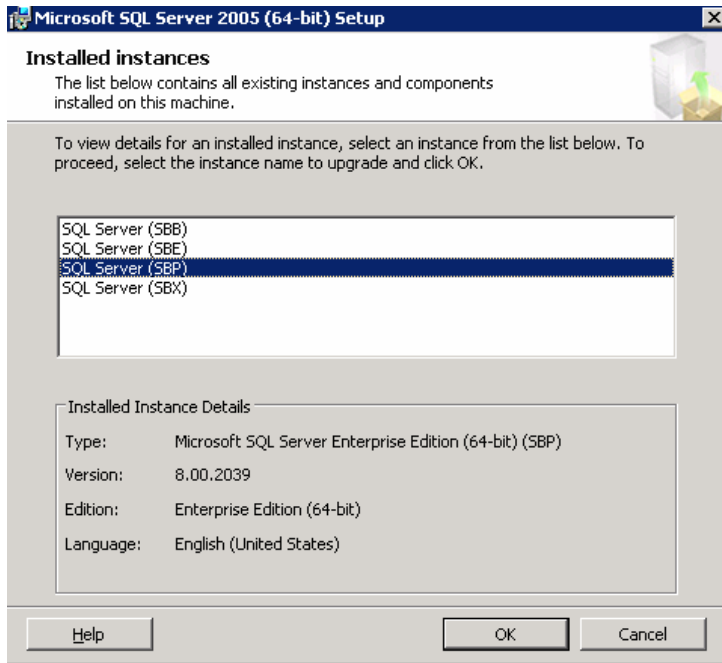 Microsoft SQL Server 2005 (64-bit) Setup
Installed instances
The list below contains all existing instances and components
installed on this machine.
To view details for an installed instance, select an instance from the list below. To
proceed, select the instance name to upgrade and click OK.
SQL Server (SBB)
SQL Server (SBE)
SQL Server (SBP)
SQL Server (SBX)
Installed Instance Details
Type: Microsoft SQL Server Enterprise Edition (64-bit) (SBP)
Version: 8.00.2039
Edition: Enterprise Edition (64-bit)
Language: English (United States)
Help OK Cancel